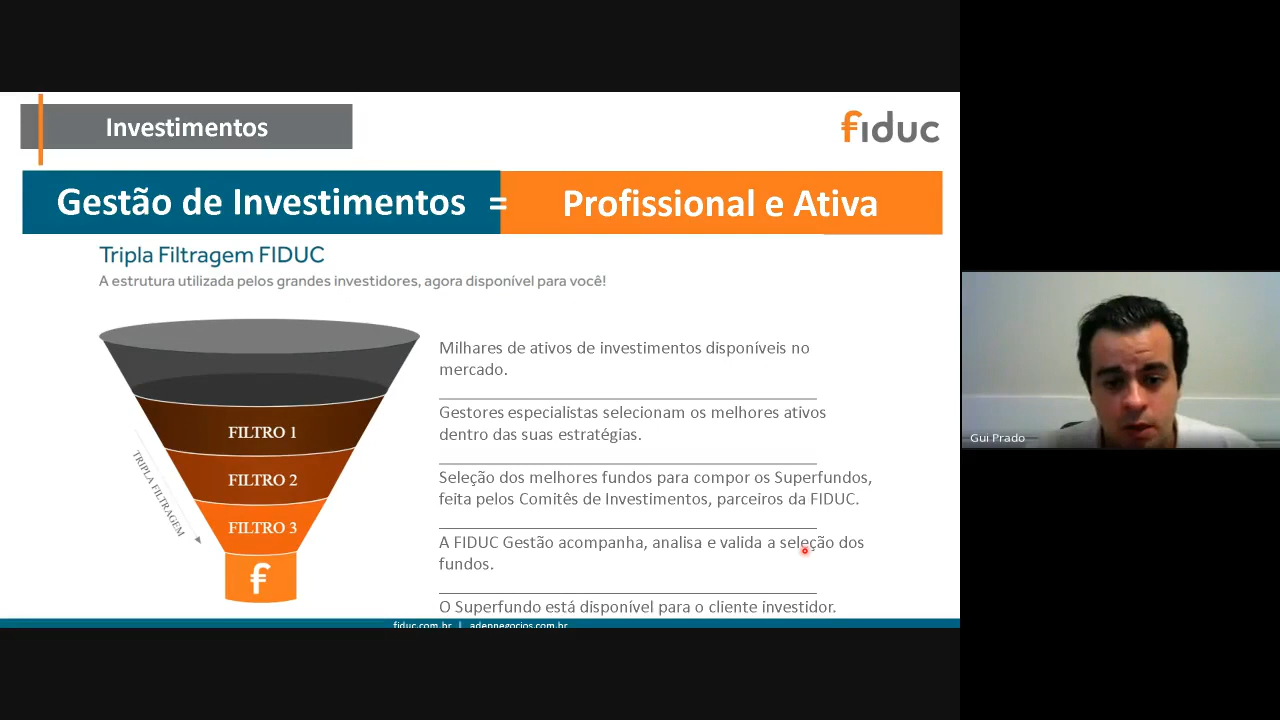 Investimentos
fiduc
Gestão de Investimentos = Profissional e Ativa
Tripla Filtragem FIDUC
A estrutura utilizada pelos grandes investidores, agora disponível para você!
Milhares de ativos de investimentos disponíveis no
mercado.
Gestores especialistas selecionam os melhores ativos
dentro das suas estratégias.
FILTRO 1
Seleção dos melhores fundos para compor os Superfundos,
feita pelos Comitês de Investimentos, parceiros da FIDUC.
FILTRO 2
TRIPLA FILTRAGEM
A FIDUC Gestão acompanha, analisa e valida a seleção dos
fundos.
FILTRO 3
O Superfundo está disponível para o cliente investidor.
fiduc.com.br | adennegocios.com.br
Gui Prado